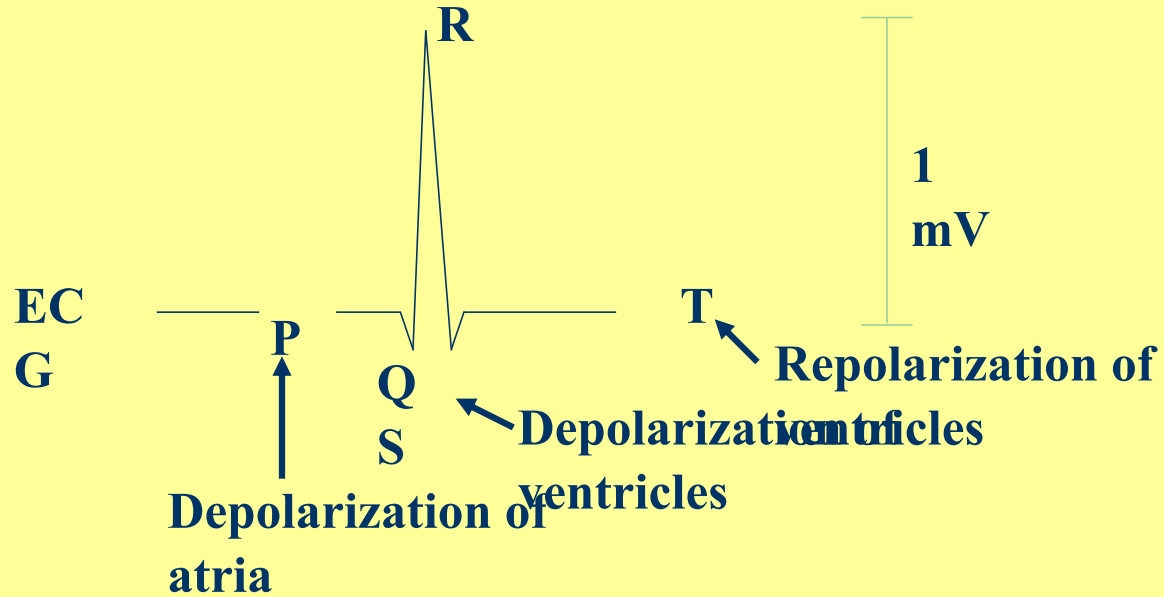 R
1
mV
EC
G
P
T
Q
S
Repolarization of
ventricles
Depolarization of
ventricles
Depolarization of
atria